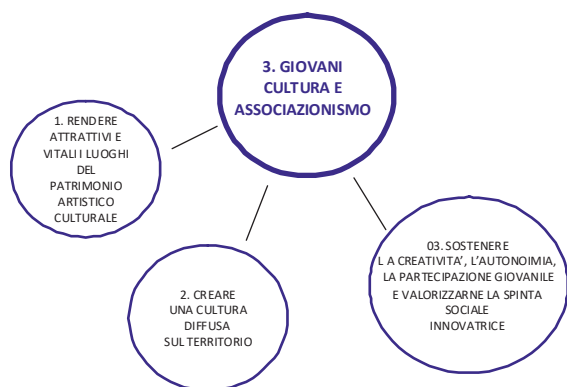 3. GIOVANI
CULTURA E
ASSOCIAZIONISMO
1. RENDERE
ATTRATTIVI E
VITALI I LUOGHI
DEL
PATRIMONIO
ARTISTICO
CULTURALE
2. CREARE
UNA CULTURA
DIFFUSA
SUL TERRITORIO
03. SOSTENERE
L A CREATIVITA’, L’AUTONOIMIA,
LA PARTECIPAZIONE GIOVANILE
E VALORIZZARNE LA SPINTA
SOCIALE
INNOVATRICE